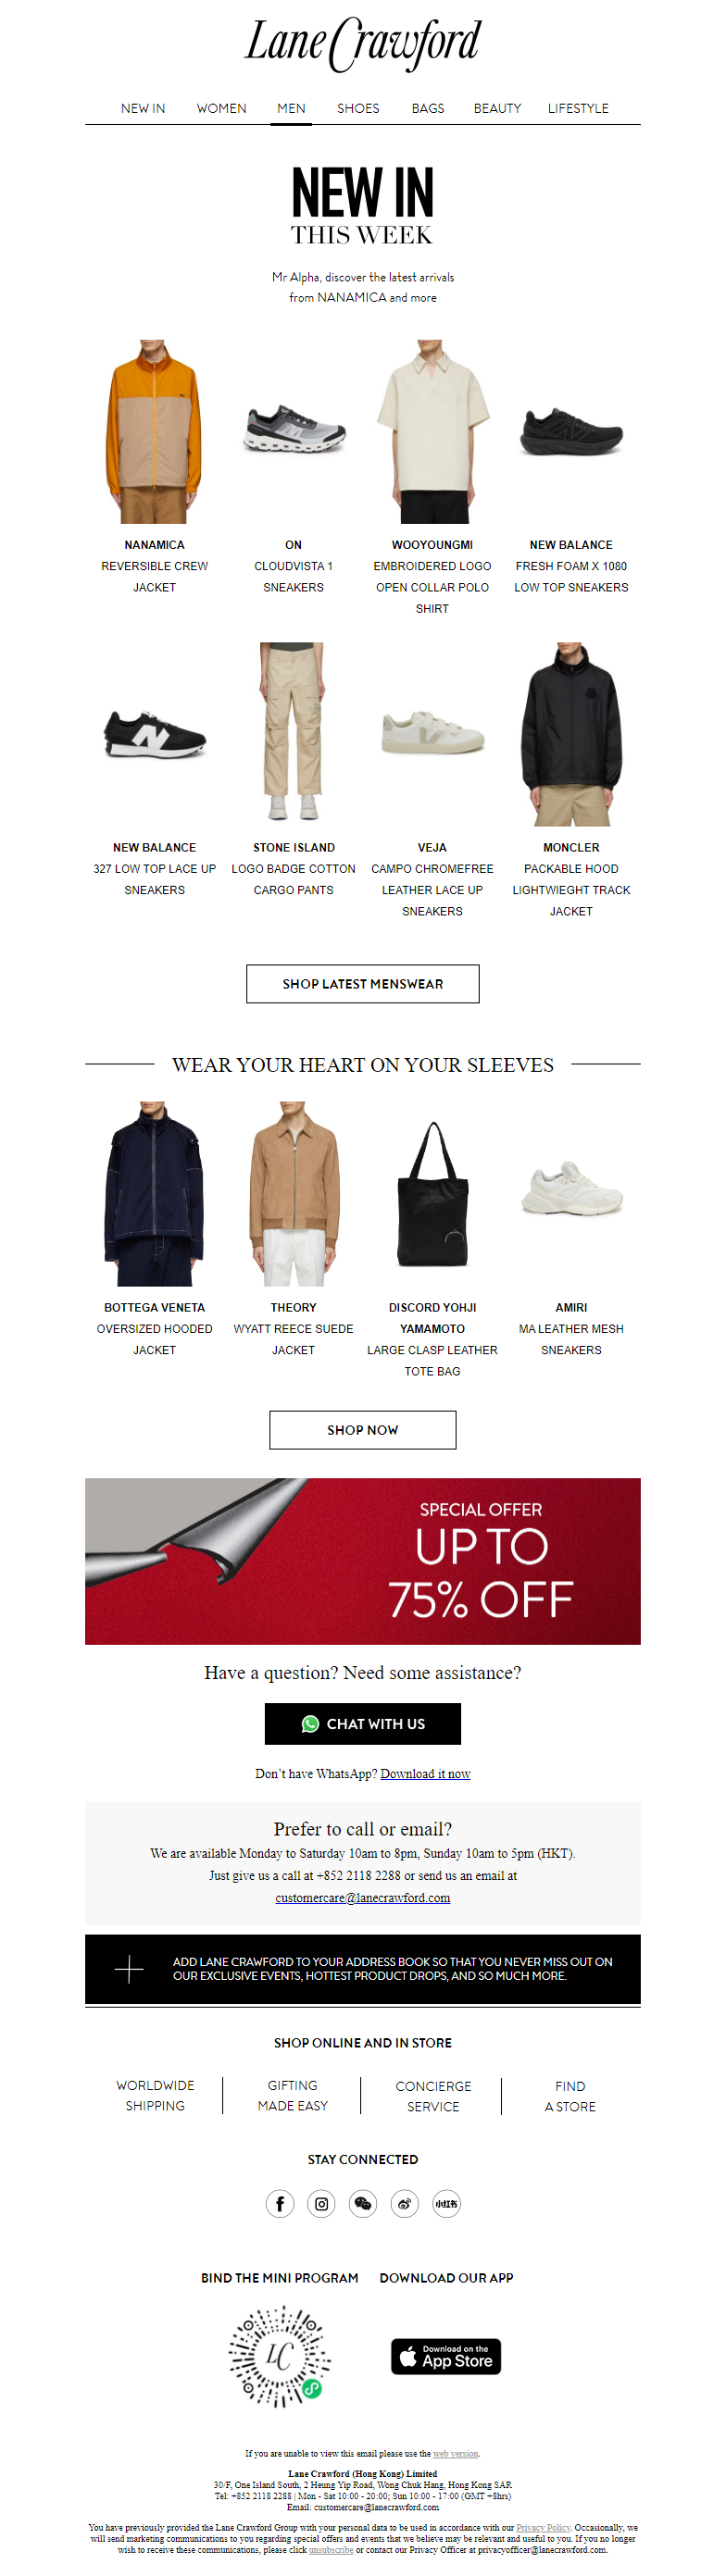 Lane Crawford
NEW IN WOMEN MEN SHOES BAGS BEAUTY LIFESTYLE
NEW IN
THIS WEEK
Mr Alpha, discover the latest arrivals
from NANAMICA and more
NANAMICA
REVERSIBLE CREW
JACKET
ON
CLOUDVISTA 1
SNEAKERS
WOOYOUNGMI
EMBROIDERED LOGO
OPEN COLLAR POLO
SHIRT
NEW BALANCE
FRESH FOAM X 1080
LOW TOP SNEAKERS
NEW BALANCE
327 LOW TOP LACE UP
SNEAKERS
STONE ISLAND
LOGO BADGE COTTON
CARGO PANTS
VEJA
CAMPO CHROMEFREE
LEATHER LACE UP
SNEAKERS
MONCLER
PACKABLE HOOD
LIGHTWIEGHT TRACK
JACKET
SHOP LATEST MENSWEAR
WEAR YOUR HEART ON YOUR SLEEVES
BOTTEGA VENETA
OVERSIZED HOODED
JACKET
THEORY
WYATT REECE SUEDE
JACKET
DISCORD YOHJI
YAMAMOTO
LARGE CLASP LEATHER
TOTE BAG
AMIRI
MA LEATHER MESH
SNEAKERS
SHOP NOW
SPECIAL OFFER
UP TO
75% OFF
Have a question? Need some assistance?
CHAT WITH US
Don't have WhatsApp? Download it now
Prefer to call or email?
We are available Monday to Saturday 10am to 8pm, Sunday 10am to 5pm (HKT).
Just give us a call at +852 2118 2288 or send us an email at
customercare@lanecrawford.com
ADD LANE CRAWFORD TO YOUR ADDRESS BOOK SO THAT YOU NEVER MISS OUT ON
OUR EXCLUSIVE EVENTS, HOTTEST PRODUCT DROPS, AND SO MUCH MORE.
SHOP ONLINE AND IN STORE
WORLDWIDE
SHIPPING
GIFTING
MADE EASY
CONCIERGE
SERVICE
FIND
A STORE
STAY CONNECTED
小红书
BIND THE MINI PROGRAM
DOWNLOAD OUR APP
LC
Download on the
App Store
If you are unable to view this email please use the web version.
Lane Crawford (Hong Kong) Limited
30/F, One Island South, 2 Heung Yip Road, Wong Chuk Hang, Hong Kong SAR
Tel: +852 2118 2288 | Mon - Sat 10:00 - 20:00; Sun 10:00 - 17:00 (GMT +8hrs)
Email: customercare@lanecrawford.com
You have previously provided the Lane Crawford Group with your personal data to be used in accordance with our Privacy Policy. Occasionally, we
will send marketing communications to you regarding special offers and events that we believe may be relevant and useful to you. If you no longer
wish to receive these communications, please click unsubscribe or contact our Privacy Officer at privacyofficer@lanecrawford.com.